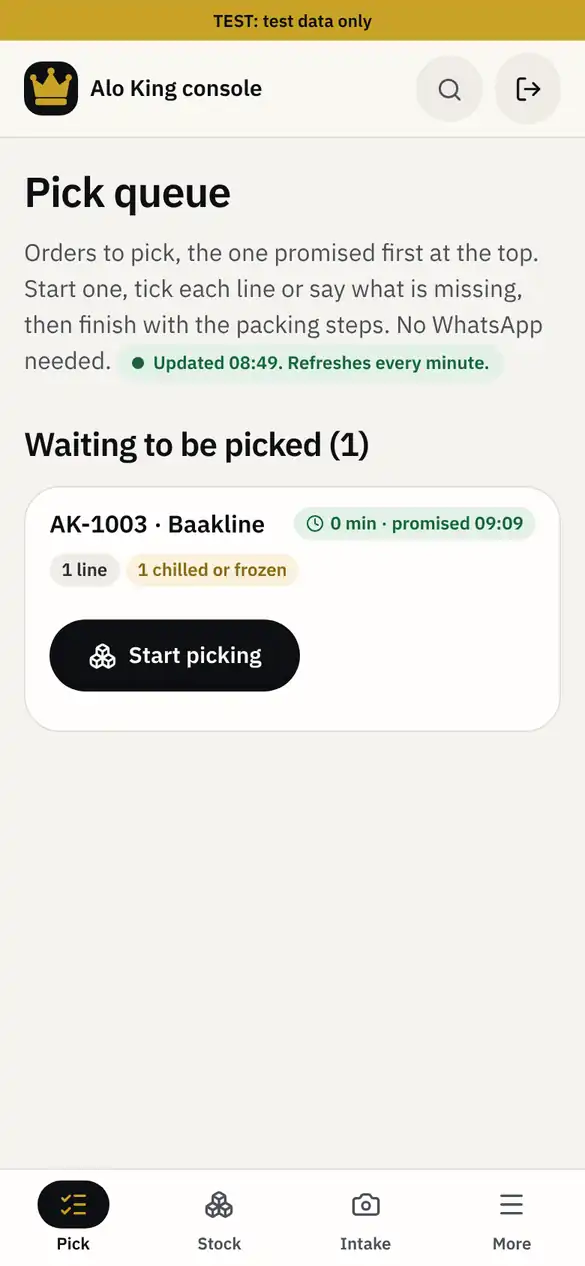 TEST: test data only
Alo King console
Pick queue
Orders to pick, the one promised first at the top.
Start one, tick each line or say what is missing,
then finish with the packing steps. No WhatsApp
needed. Updated 08:49. Refreshes every minute.
Waiting to be picked (1)
AK-1003 · Baakline 0 min · promised 09:09
1 line 1 chilled or frozen
Start picking
Pick Stock Intake More